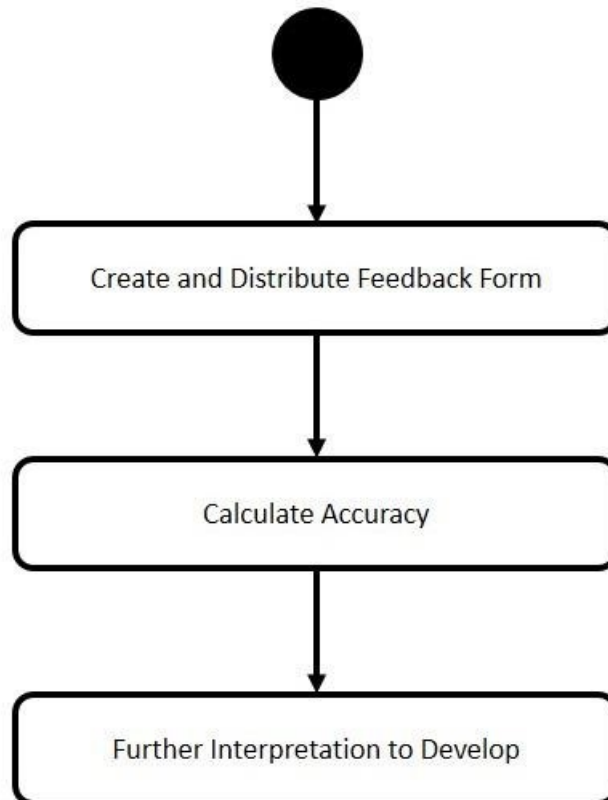 Create and Distribute Feedback Form
Calculate Accuracy
Further Interpretation to Develop